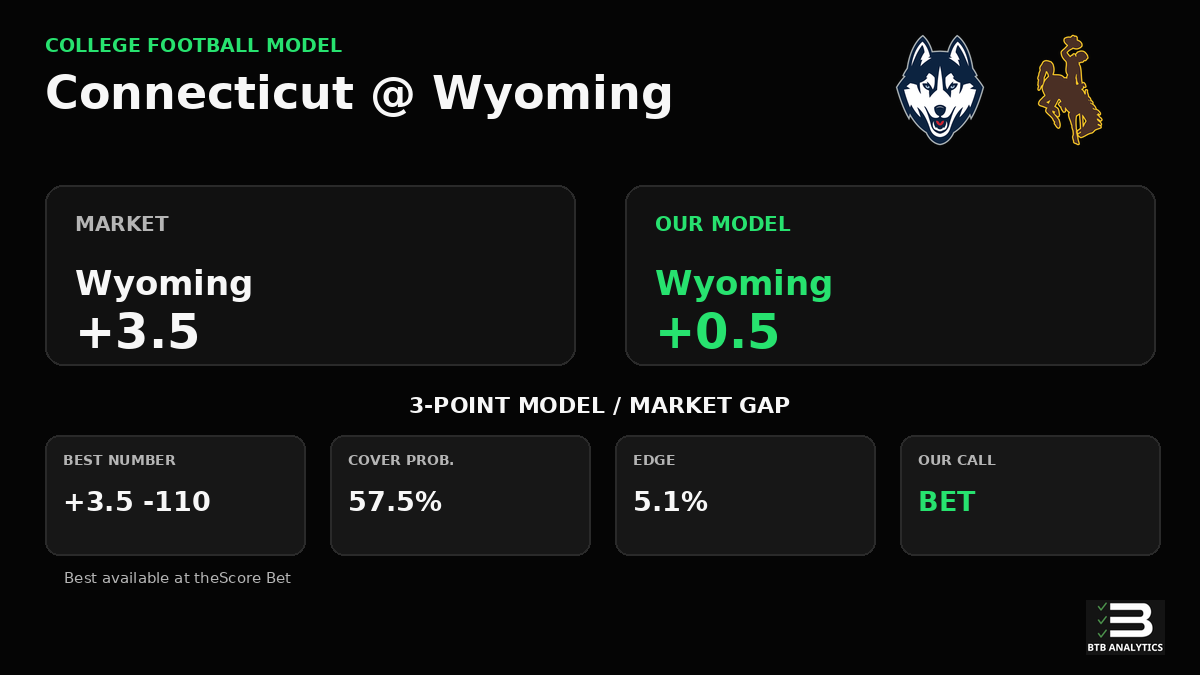 COLLEGE FOOTBALL MODEL
Connecticut @ Wyoming
MARKET
Wyoming
+3.5
OUR MODEL
Wyoming
+0.5
3-POINT MODEL / MARKET GAP
BEST NUMBER
+3.5 -110
COVER PROB.
57.5%
EDGE
5.1%
OUR CALL
BET
Best available at theScore Bet
B
BTB ANALYTICS